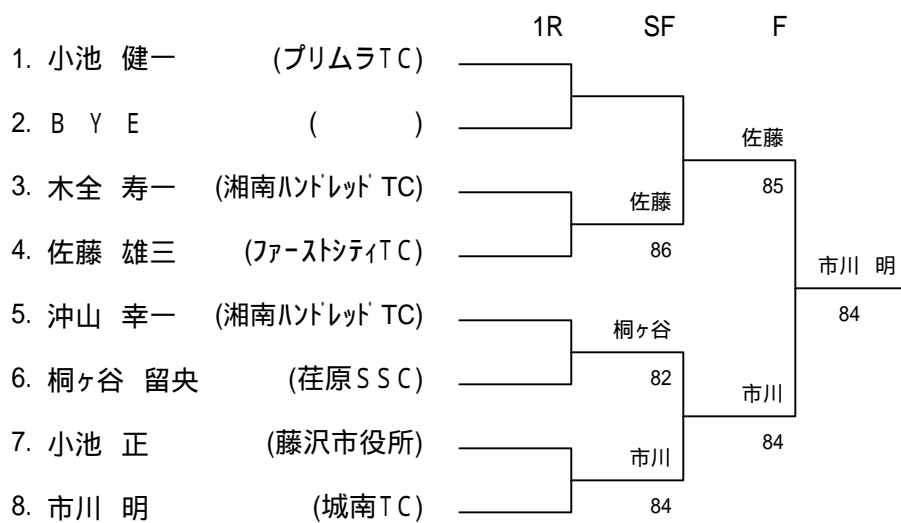 1R SF F
1. 小池 健一 (プリムラTC)
2. B Y E ( )
佐藤
3. 木全 寿一 (湘南ﾊﾝﾄﾞﾚｯﾄﾞ TC)
85
佐藤
4. 佐藤 雄三 (ﾌｧｰｽﾄｼﾃｨTC)
86
市川 明
5. 沖山 幸一 (湘南ﾊﾝﾄﾞﾚｯﾄﾞ TC)
84
桐ヶ谷
6. 桐ヶ谷 留央 (荏原SSC)
82
市川
7. 小池 正 (藤沢市役所)
84
市川
8. 市川 明 (城南TC)
84